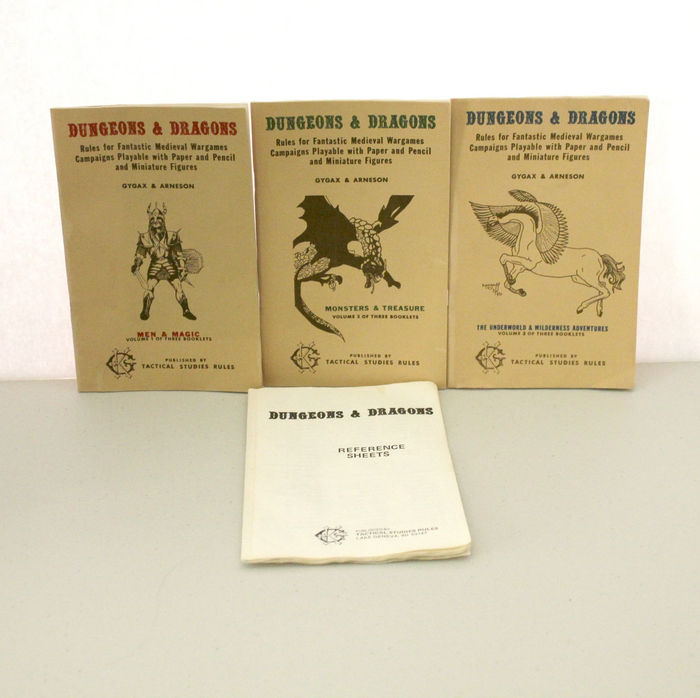 DUNGEONS & DRAGONS
Rules for Fantastic Medieval Wargames
Campaigns Playable with Paper and Pencil
and Miniature Figures
GYGAX & ARNESON
MEN & MAGIC
VOLUME 1 OF THREE BOOKLETS
PUBLISHED BY
TACTICAL STUDIES RULES
DUNGEONS & DRAGONS
Rules for Fantastic Medieval Wargames
Campaigns Playable with Paper and Pencil
and Miniature Figures
GYGAX & ARNESON
MONSTERS & TREASURE
VOLUME 2 OF THREE BOOKLETS
PUBLISHED BY
TACTICAL STUDIES RULES
DUNGEONS & DRAGONS
Rules for Fantastic Medieval Wargames
Campaigns Playable with Paper and Pencil
and Miniature Figures
GYGAX & ARNESON
THE UNDERWORLD & WILDERNESS ADVENTURES
VOLUME 3 OF THREE BOOKLETS
PUBLISHED BY
TACTICAL STUDIES RULES
DUNGEONS & DRAGONS
REFERENCE
SHEETS
PUBLISHED BY
TACTICAL STUDIES RULES
LAKE GENEVA, WI 53147